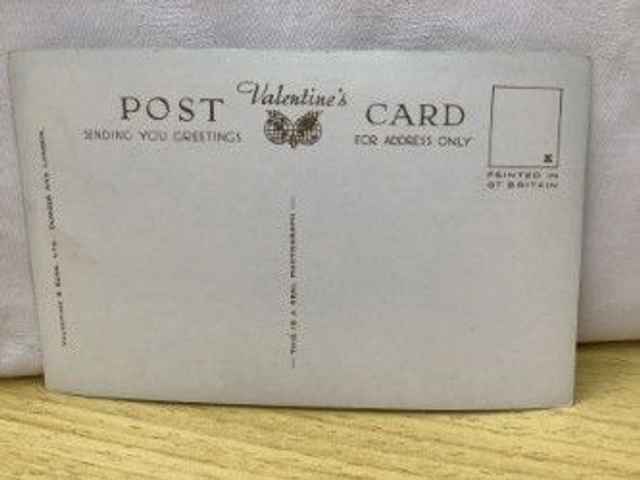 Valentine's
POST CARD
SENDING YOU GREETINGS
FOR ADDRESS ONLY
K
PRINTED IN
GT BRITAIN
VALENTINE & SONS, LTD. DUNDEE AND LONDON.
— THIS IS A REAL PHOTOGRAPH —